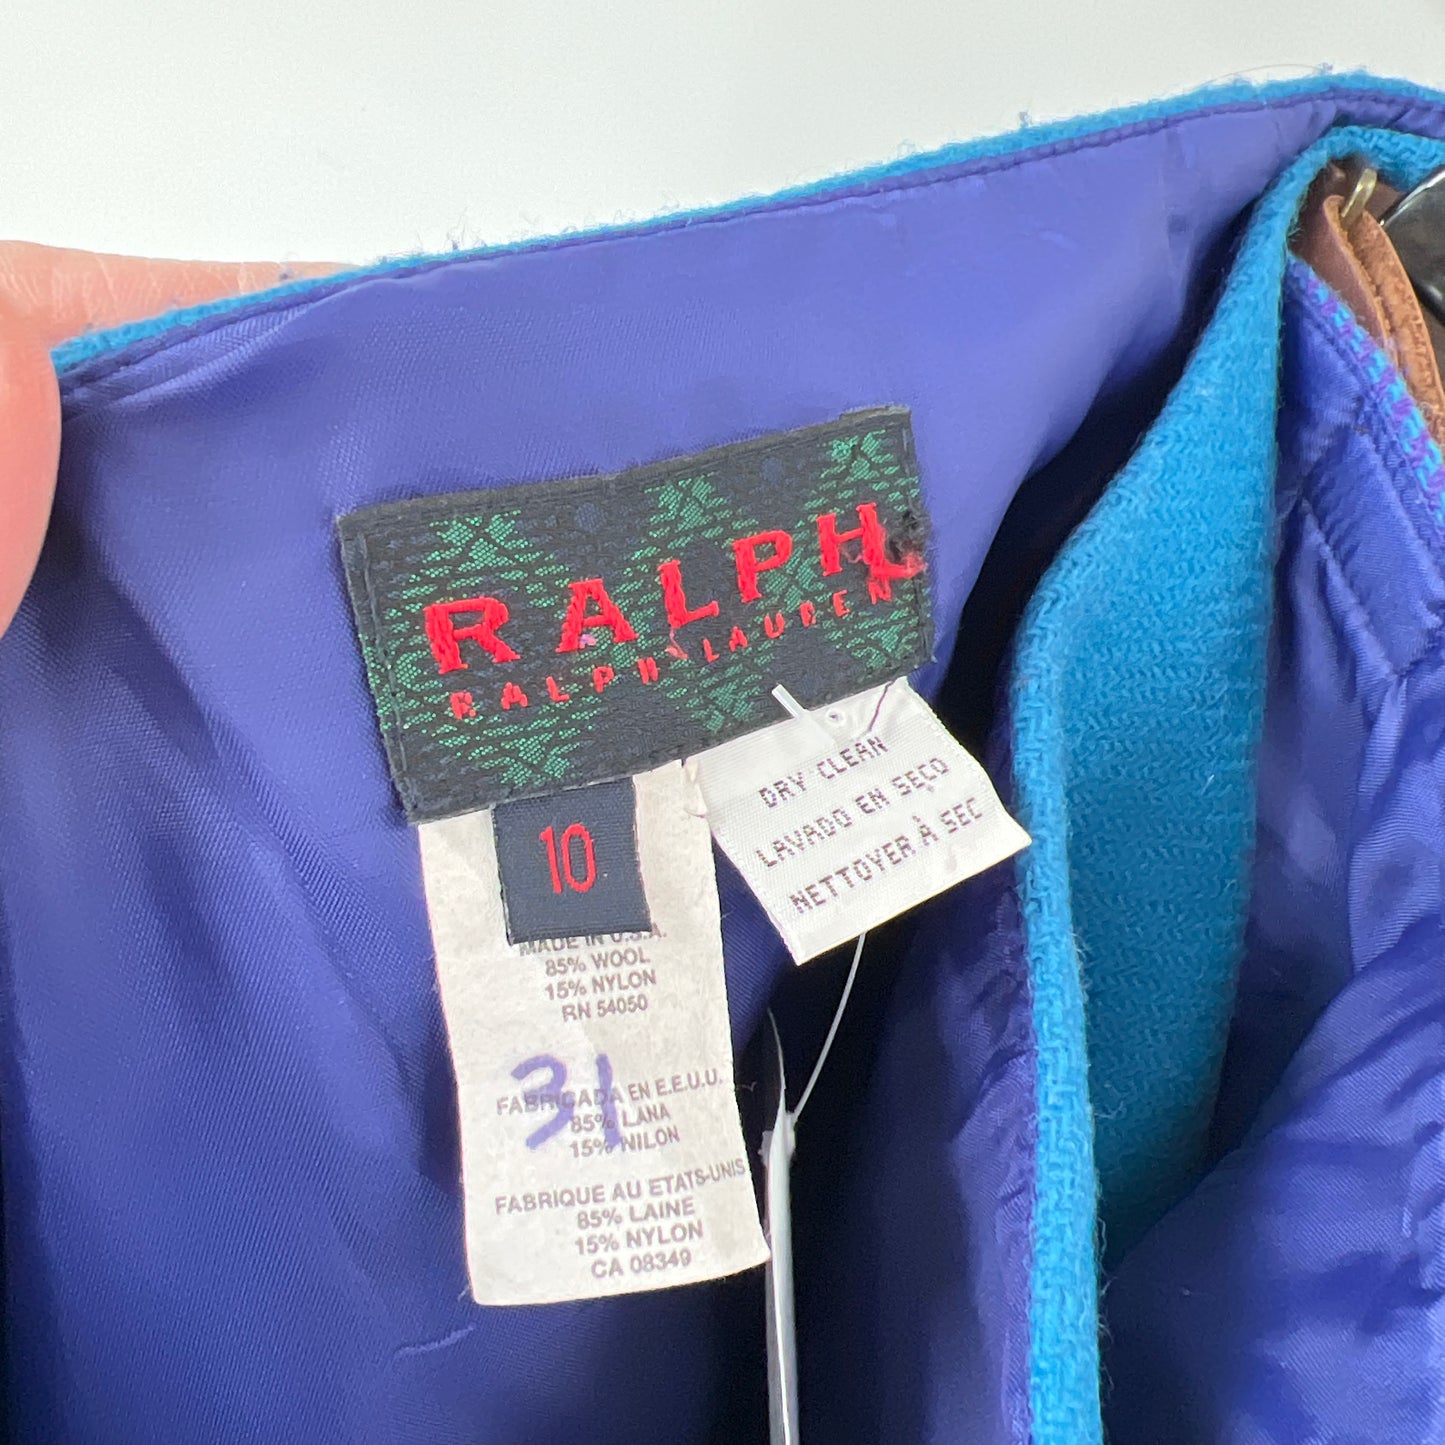 RALPH
RALPH LAUREN
10
DRY CLEAN
LAVADO EN SECO
NETTOYER À SEC
MADE IN U.S.A.
85% WOOL
15% NYLON
RN 54050
31
FABRICADA EN E.E.U.U.
85% LANA
15% NILON
FABRIQUE AU ETATS-UNIS
85% LAINE
15% NYLON
CA 08349